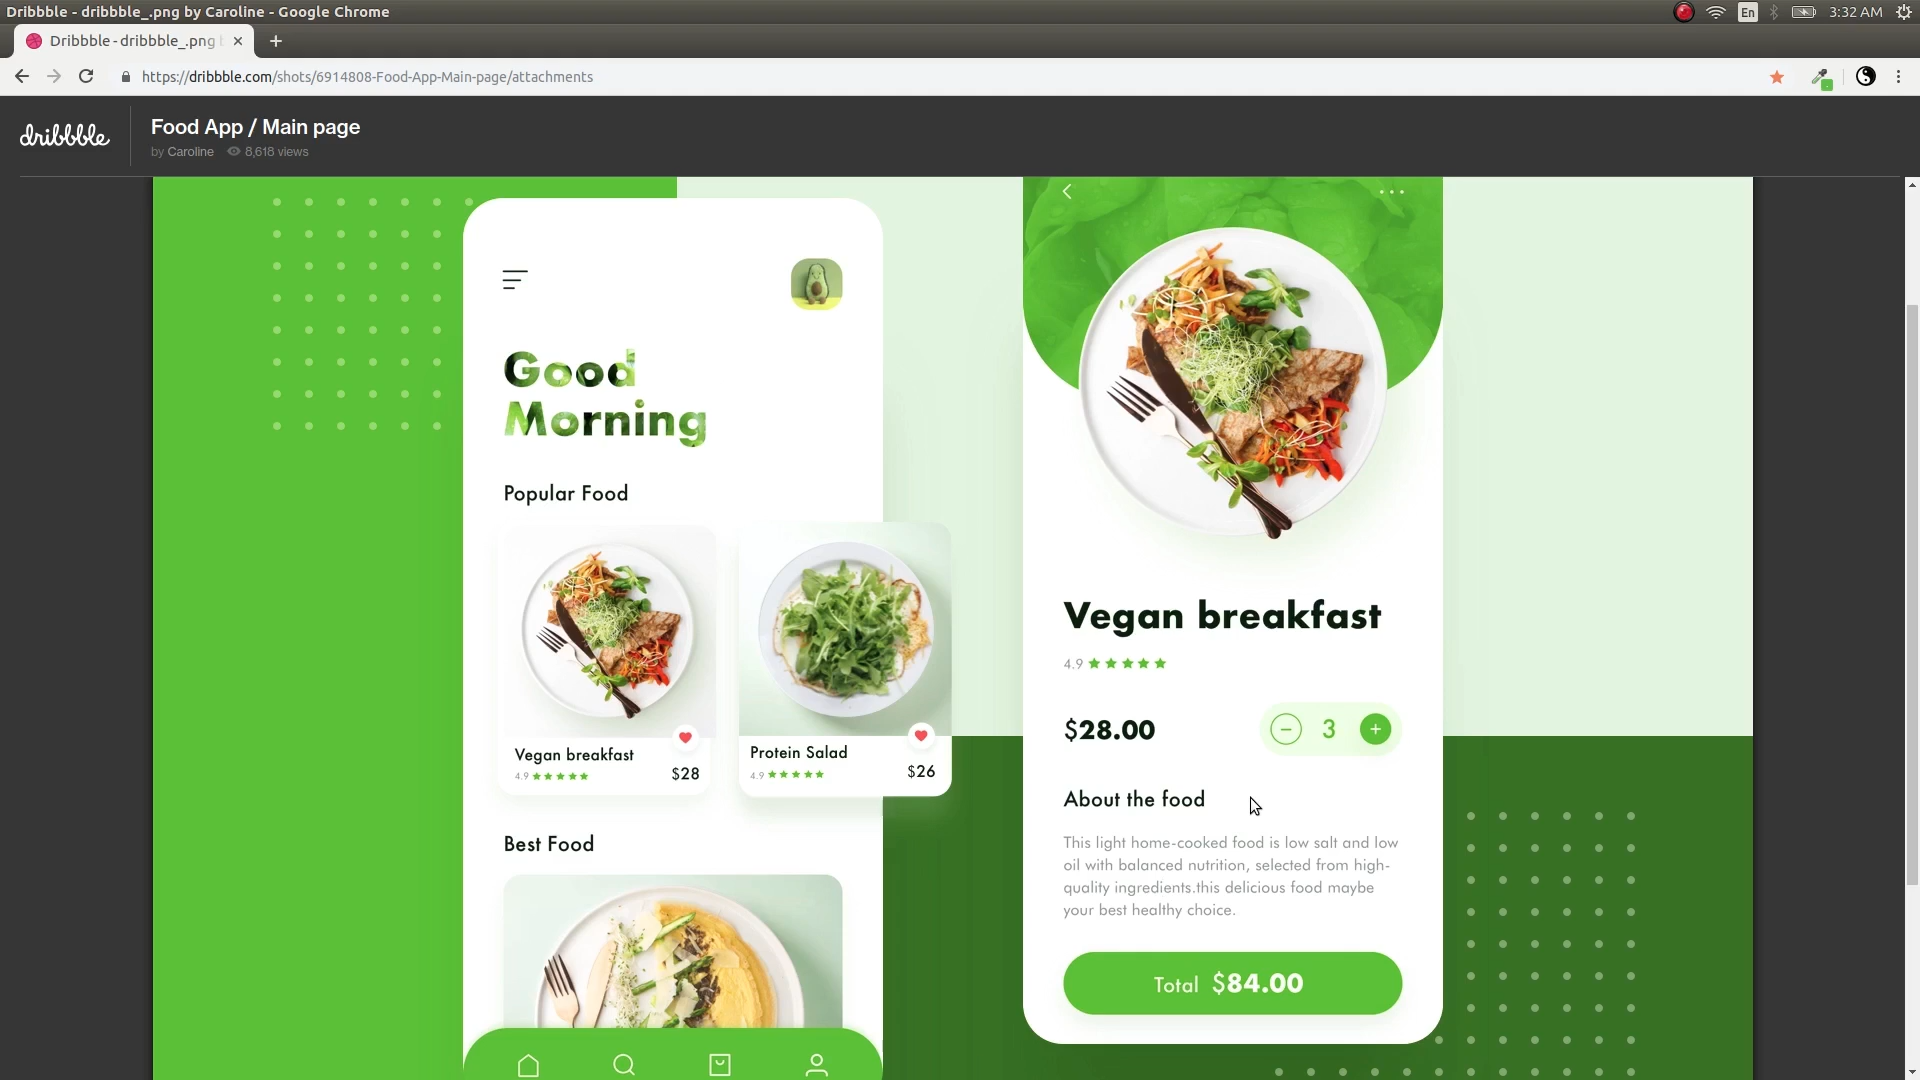 Dribbble - dribbble_.png by Caroline - Google Chrome
En
3:32 AM
Dribbble - dribbble_.png
https://dribbble.com/shots/6914808-Food-App-Main-page/attachments
dribbble
Food App / Main page
by Caroline 8,618 views
Good
Morning
Popular Food
Vegan breakfast
4.9
$28
Protein Salad
4.9
$26
Best Food
Vegan breakfast
4.9
$28.00
3
About the food
This light home-cooked food is low salt and low
oil with balanced nutrition, selected from high-
quality ingredients.this delicious food maybe
your best healthy choice.
Total $84.00